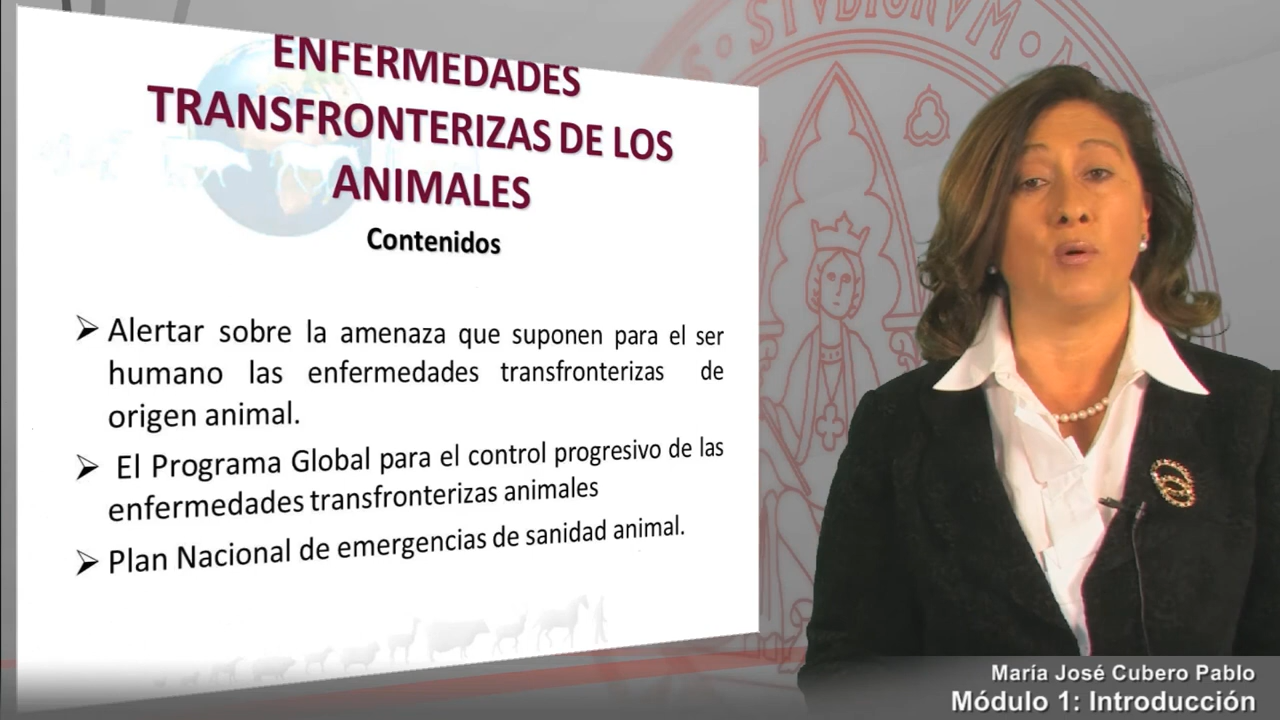 STVDIORVM
ENFERMEDADES
TRANSFRONTERIZAS DE LOS
ANIMALES
Contenidos
Alertar sobre la amenaza que suponen para el ser
humano las enfermedades transfronterizas de
origen animal.
El Programa Global para el control progresivo de las
enfermedades transfronterizas animales
Plan Nacional de emergencias de sanidad animal.
María José Cubero Pablo
Módulo 1: Introducción